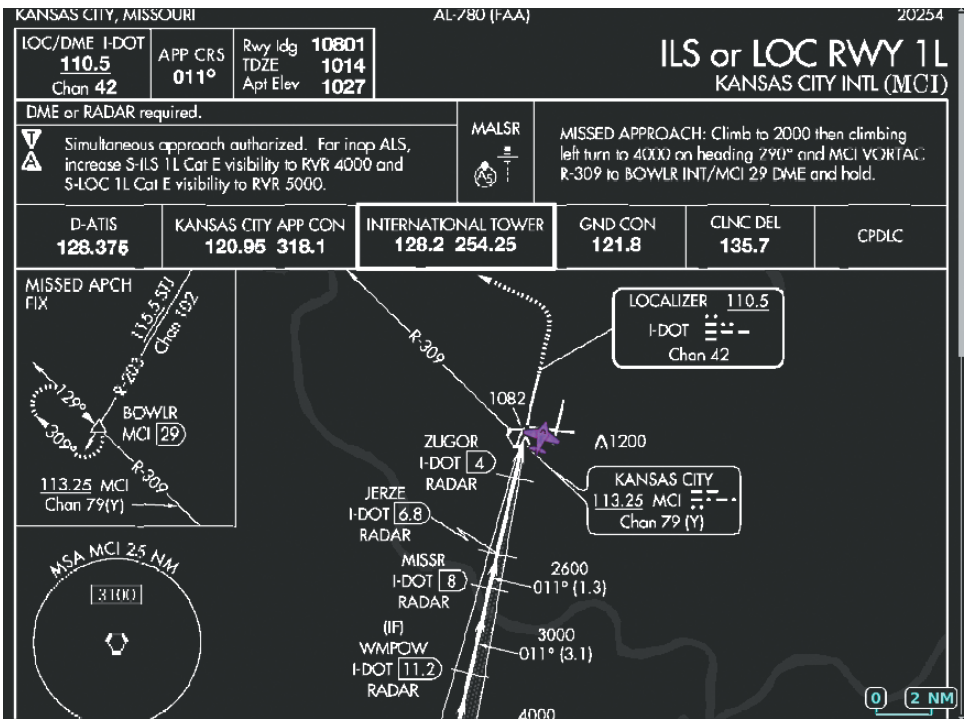 KANSAS CITY, MISSOURI
AL-780 (FAA)
20254
LOC/DME I-DOT
110.5
Chan 42
APP CRS
011°
Rwy ldg 10801
TDZE 1014
Apt Elev 1027
ILS or LOC RWY 1L
KANSAS CITY INTL (MCI)
DME or RADAR required.
T
A
Simultaneous approach authorized. For inop ALS,
increase S-ILS 1L Cat E visibility to RVR 4000 and
S-LOC 1L Cat E visibility to RVR 5000.
MALSR
A5
MISSED APPROACH: Climb to 2000 then climbing
left turn to 4000 on heading 290° and MCI VORTAC
R-309 to BOWLR INT/MCI 29 DME and hold.
D-ATIS
128.375
KANSAS CITY APP CON
120.95 318.1
INTERNATIONAL TOWER
128.2 254.25
GND CON
121.8
CLNC DEL
135.7
CPDLC
MISSED APCH
FIX
115.5 STJ
Chan 102
R-203
129°
309°
BOWLR
MCI 29
R-309
113.25 MCI
Chan 79(Y)
R-309
LOCALIZER 110.5
I-DOT
Chan 42
1082
1200
ZUGOR
I-DOT 4
RADAR
KANSAS CITY
113.25 MCI
Chan 79 (Y)
JERZE
I-DOT 6.8
RADAR
MISSR
I-DOT 8
RADAR
2600
011° (1.3)
(IF)
WMPOW
I-DOT 11.2
RADAR
3000
011° (3.1)
4000
MSA MCI 25 NM
3100
0 2 NM